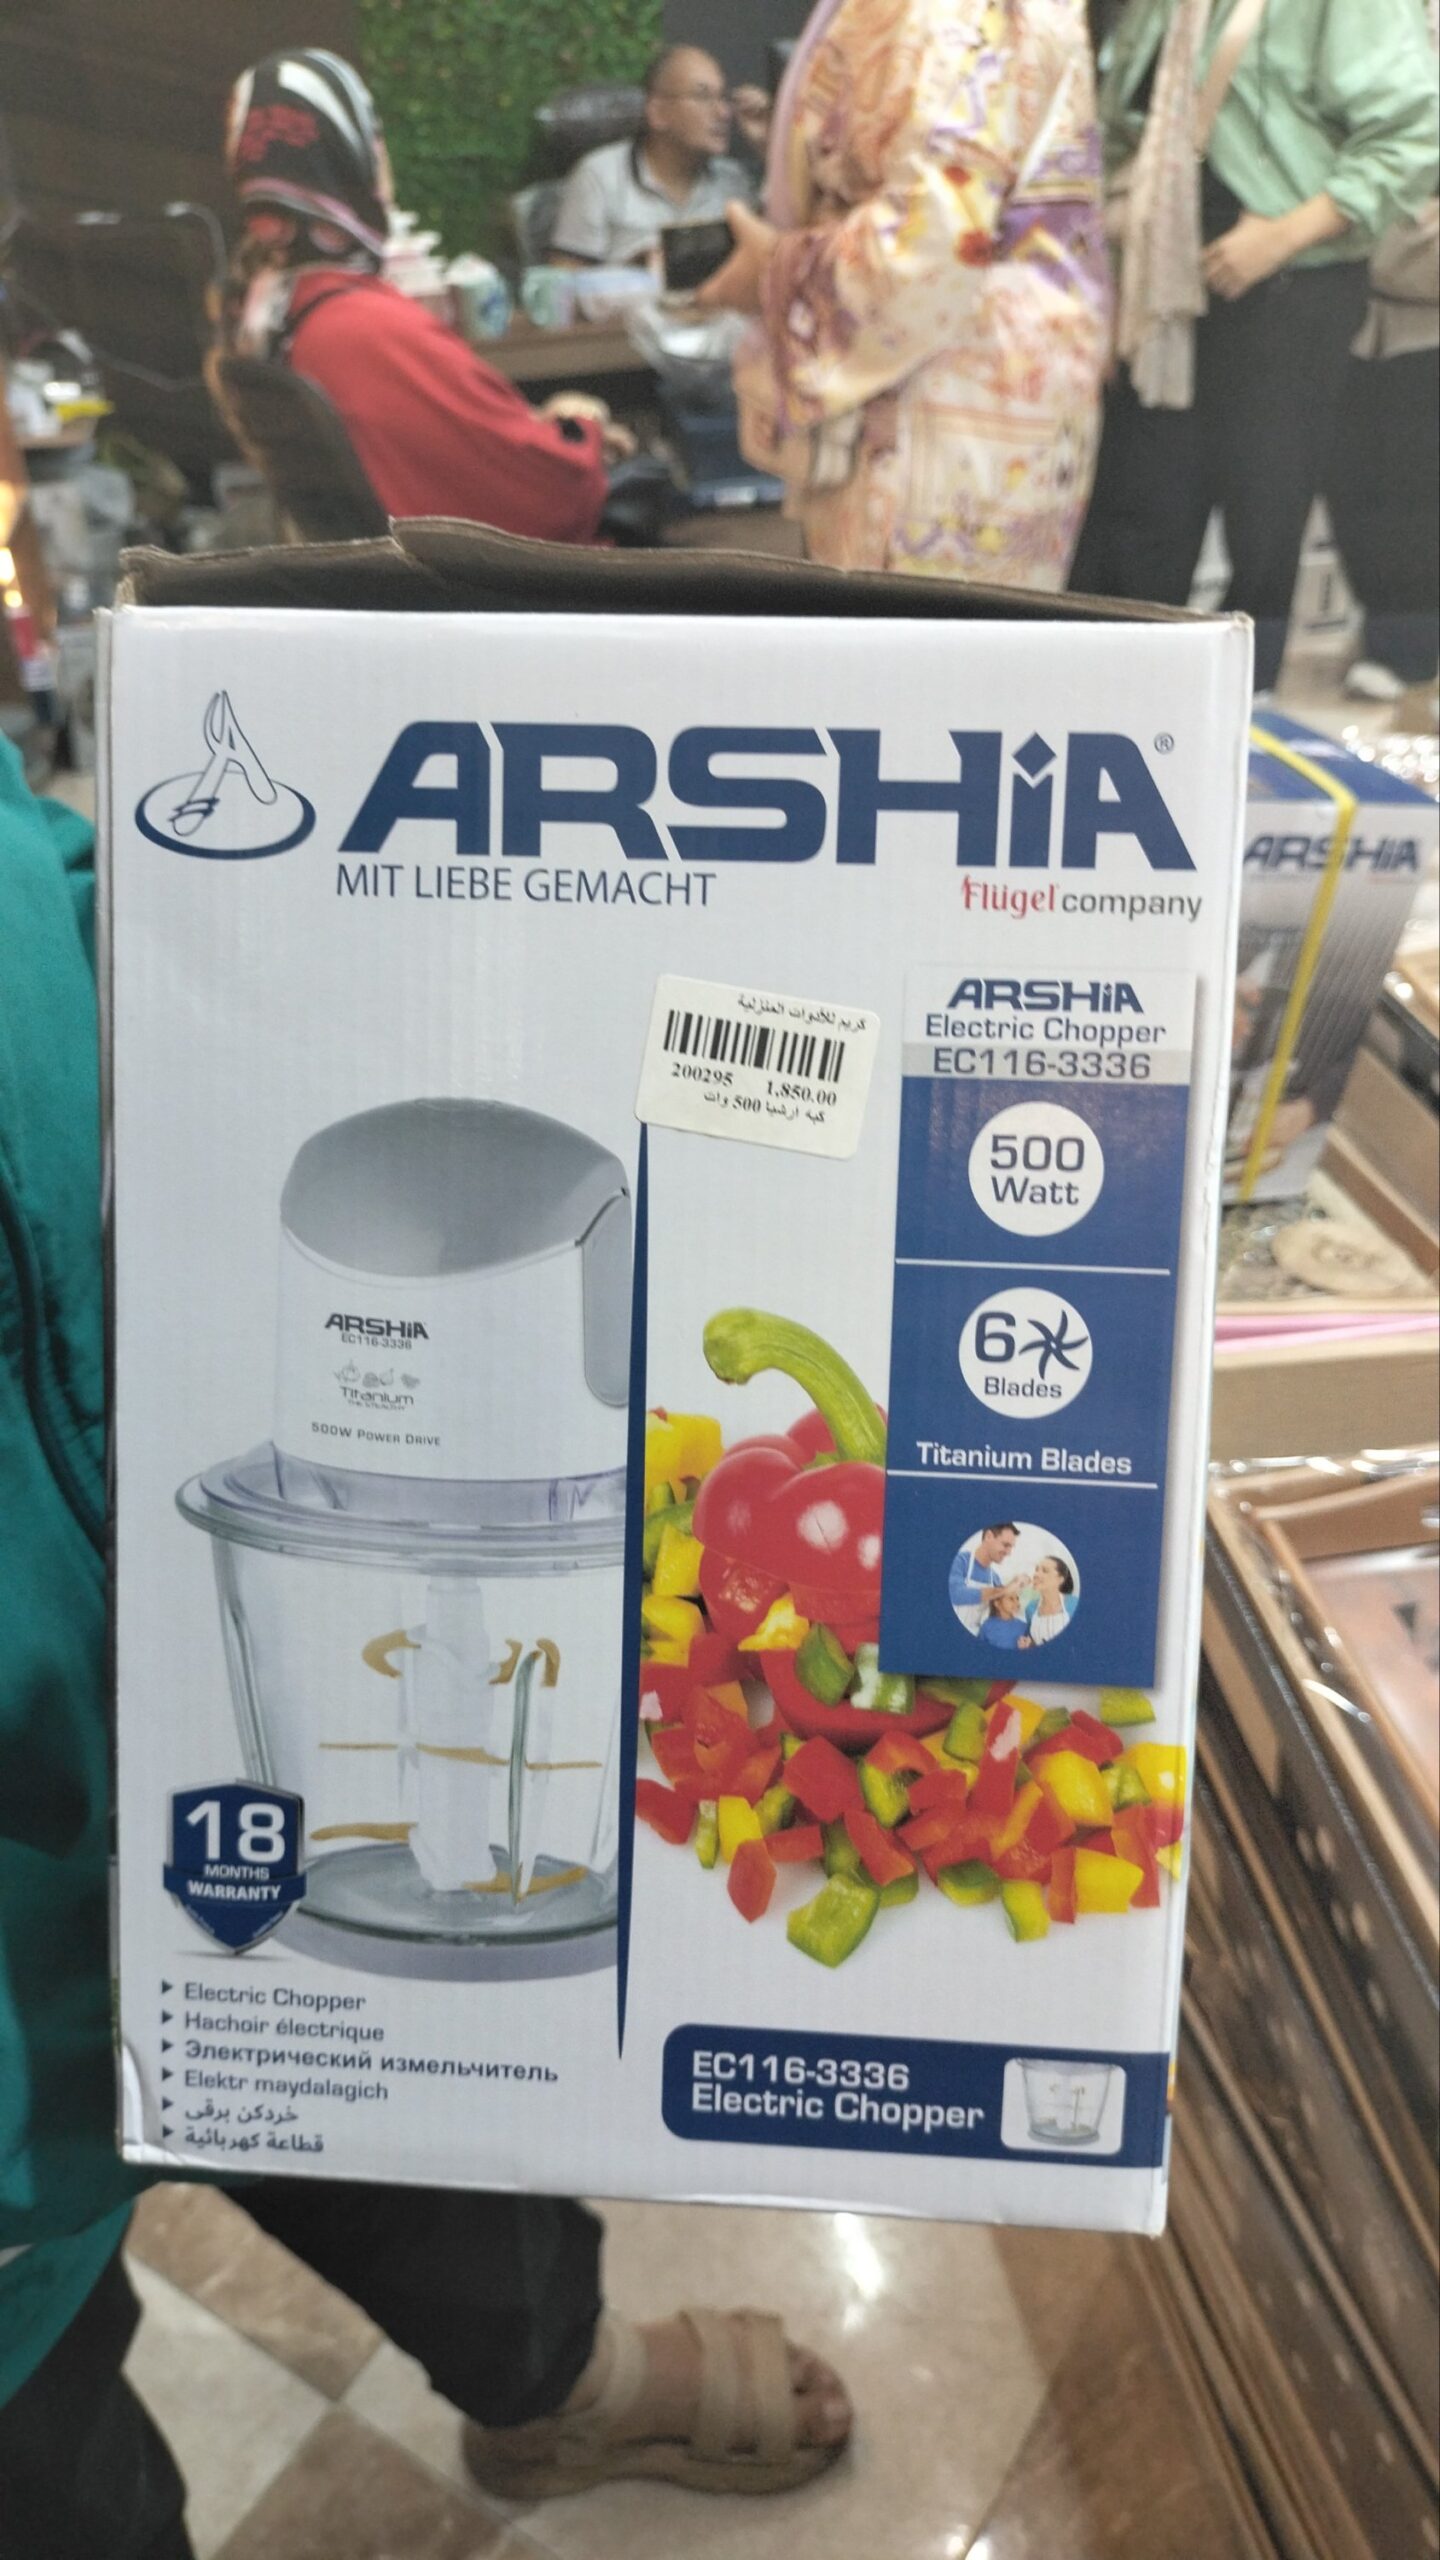 ARSHiA®
MIT LIEBE GEMACHT
Flügel company
كريم للأدوات المنزلية
200295 1,850.00
كبه ارشيا 500 وات
ARSHiA
Electric Chopper
EC116-3336
500
Watt
6
Blades
Titanium Blades
ARSHiA
EC116-3336
Titanium
500W POWER DRIVE
18
MONTHS
WARRANTY
Electric Chopper
Hachoir électrique
Электрический измельчитель
Elektr maydalagich
خردکن برقی
قطاعة كهربائية
EC116-3336
Electric Chopper
ARSHiA